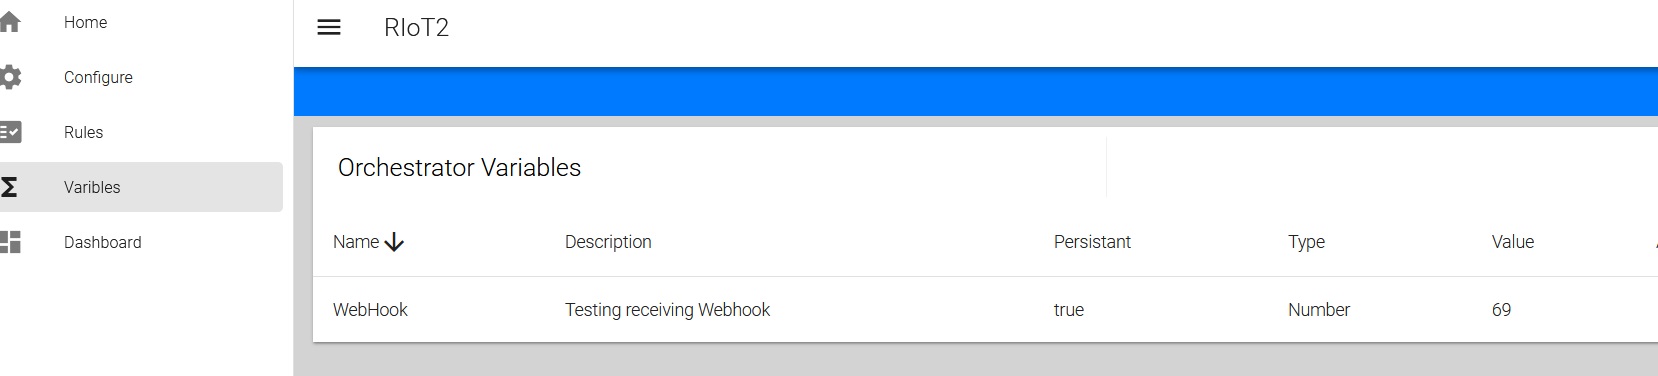 Home
Configure
Rules
Varibles
Dashboard
RIoT2
Orchestrator Variables
Name Description Persistant Type Value
WebHook Testing receiving Webhook true Number 69